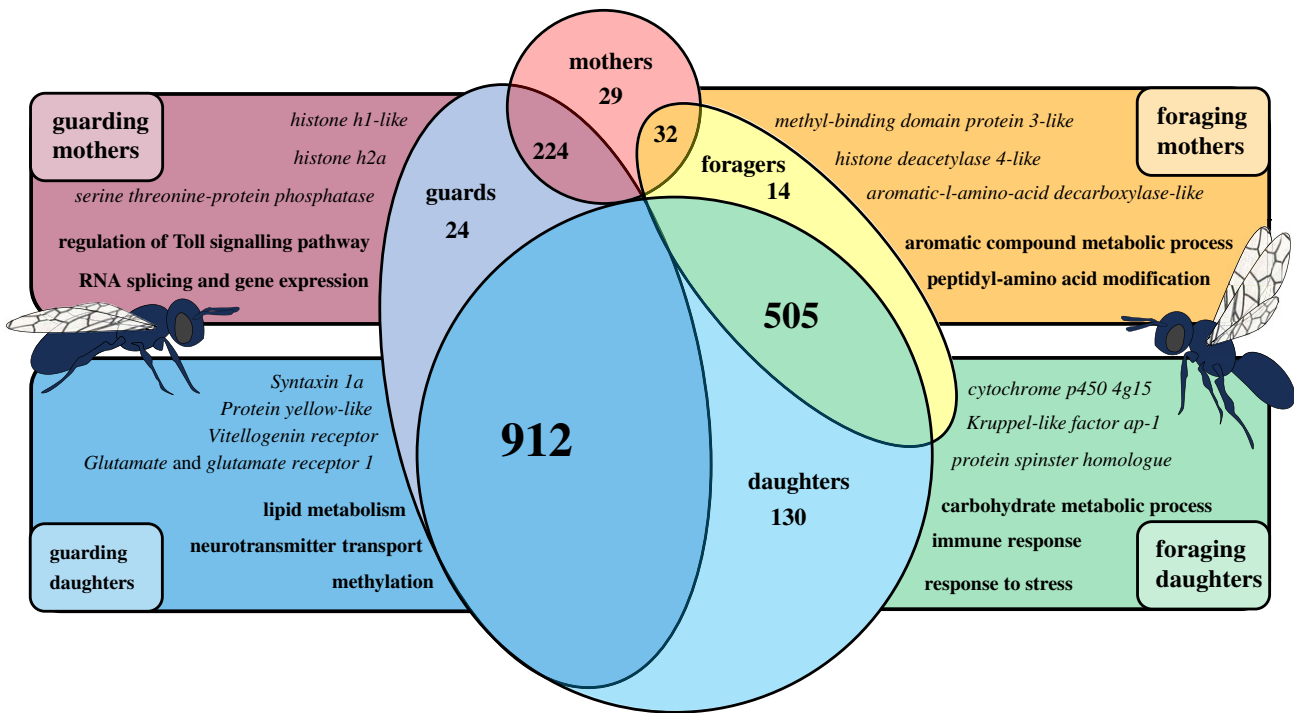 mothers
29
224
32
guards
24
foragers
14
505
912
daughters
130
guarding
mothers
histone h1-like
histone h2a
serine threonine-protein phosphatase
regulation of Toll signalling pathway
RNA splicing and gene expression
foraging
mothers
methyl-binding domain protein 3-like
histone deacetylase 4-like
aromatic-l-amino-acid decarboxylase-like
aromatic compound metabolic process
peptidyl-amino acid modification
guarding
daughters
Syntaxin 1a
Protein yellow-like
Vitellogenin receptor
Glutamate and glutamate receptor 1
lipid metabolism
neurotransmitter transport
methylation
foraging
daughters
cytochrome p450 4g15
Kruppel-like factor ap-1
protein spinster homologue
carbohydrate metabolic process
immune response
response to stress